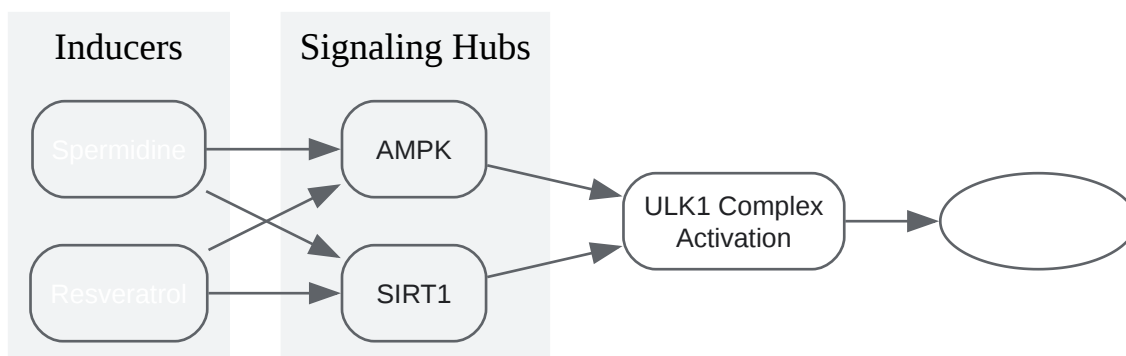 Inducers
Signaling Hubs
Spermidine
AMPK
ULK1 Complex
Activation
Resveratrol
SIRT1